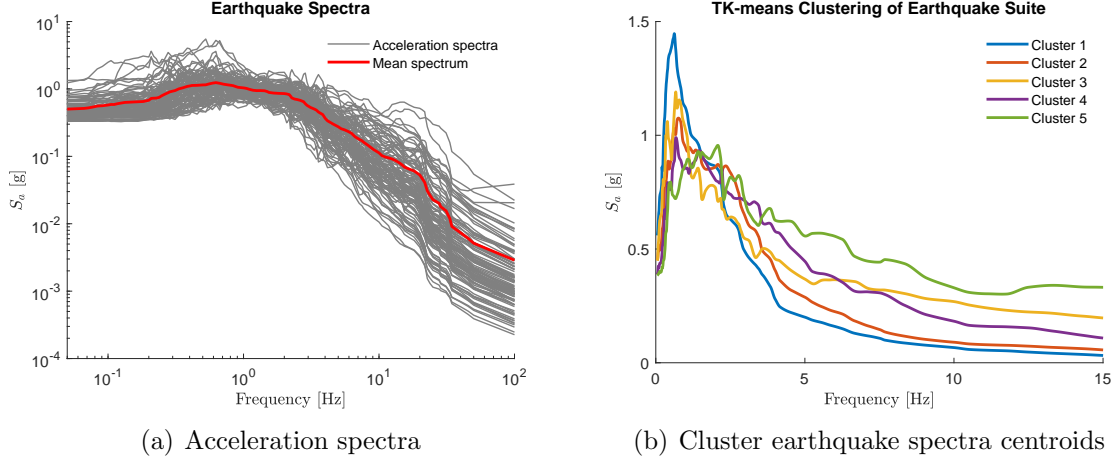 Earthquake Spectra
Acceleration spectra
Mean spectrum
10^1
10^0
10^-1
10^-2
10^-3
10^-4
S_a [g]
10^-1
10^0
10^1
10^2
Frequency [Hz]
(a) Acceleration spectra
TK-means Clustering of Earthquake Suite
Cluster 1
Cluster 2
Cluster 3
Cluster 4
Cluster 5
1.5
1
0.5
0
S_a [g]
0
5
10
15
Frequency [Hz]
(b) Cluster earthquake spectra centroids